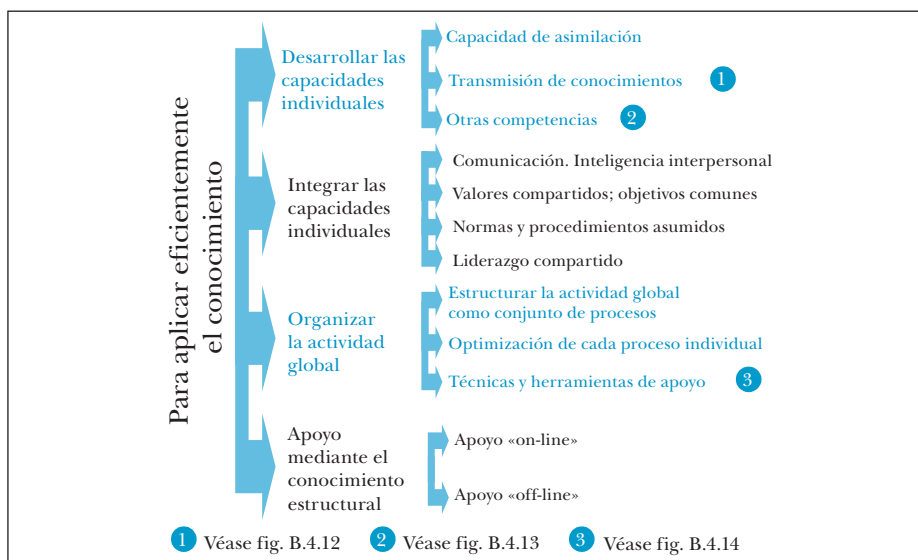 Para aplicar eficientemente
el conocimiento
Desarrollar las
capacidades
individuales
Capacidad de asimilación
Transmisión de conocimientos 1
Otras competencias 2
Integrar las
capacidades
individuales
Comunicación. Inteligencia interpersonal
Valores compartidos; objetivos comunes
Normas y procedimientos asumidos
Liderazgo compartido
Organizar
la actividad
global
Estructurar la actividad global
como conjunto de procesos
Optimización de cada proceso individual
Técnicas y herramientas de apoyo 3
Apoyo
mediante el
conocimiento
estructural
Apoyo «on-line»
Apoyo «off-line»
1 Véase fig. B.4.12 2 Véase fig. B.4.13 3 Véase fig. B.4.14